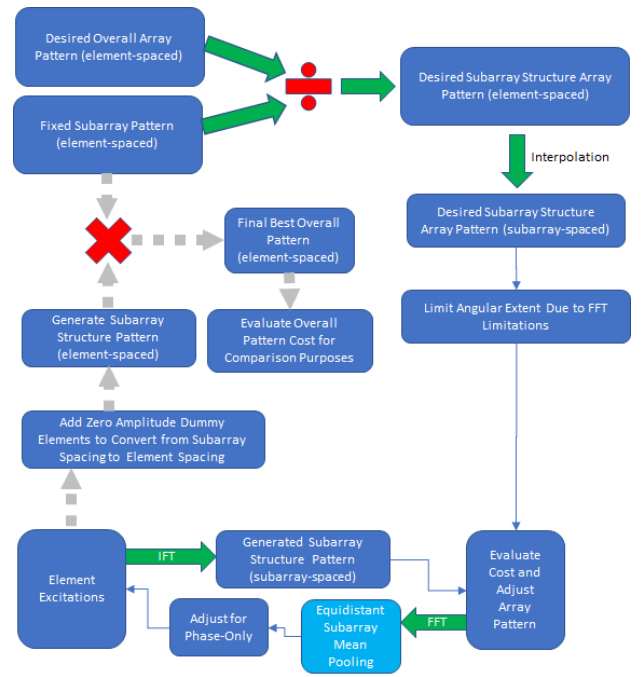 Desired Overall Array
Pattern (element-spaced)
Desired Subarray Structure Array
Pattern (element-spaced)
Fixed Subarray Pattern
(element-spaced)
Interpolation
Desired Subarray Structure
Array Pattern (subarray-spaced)
Final Best Overall
Pattern
(element-spaced)
Limit Angular Extent Due to FFT
Limitations
Generate Subarray
Structure Pattern
(element-spaced)
Evaluate Overall
Pattern Cost for
Comparison Purposes
Add Zero Amplitude Dummy
Elements to Convert from Subarray
Spacing to Element Spacing
Element
Excitations
IFT
Generated Subarray
Structure Pattern
(subarray-spaced)
Evaluate
Cost and
Adjust
Array
Pattern
Adjust for
Phase-Only
Equidistant
Subarray
Mean
Pooling
FFT